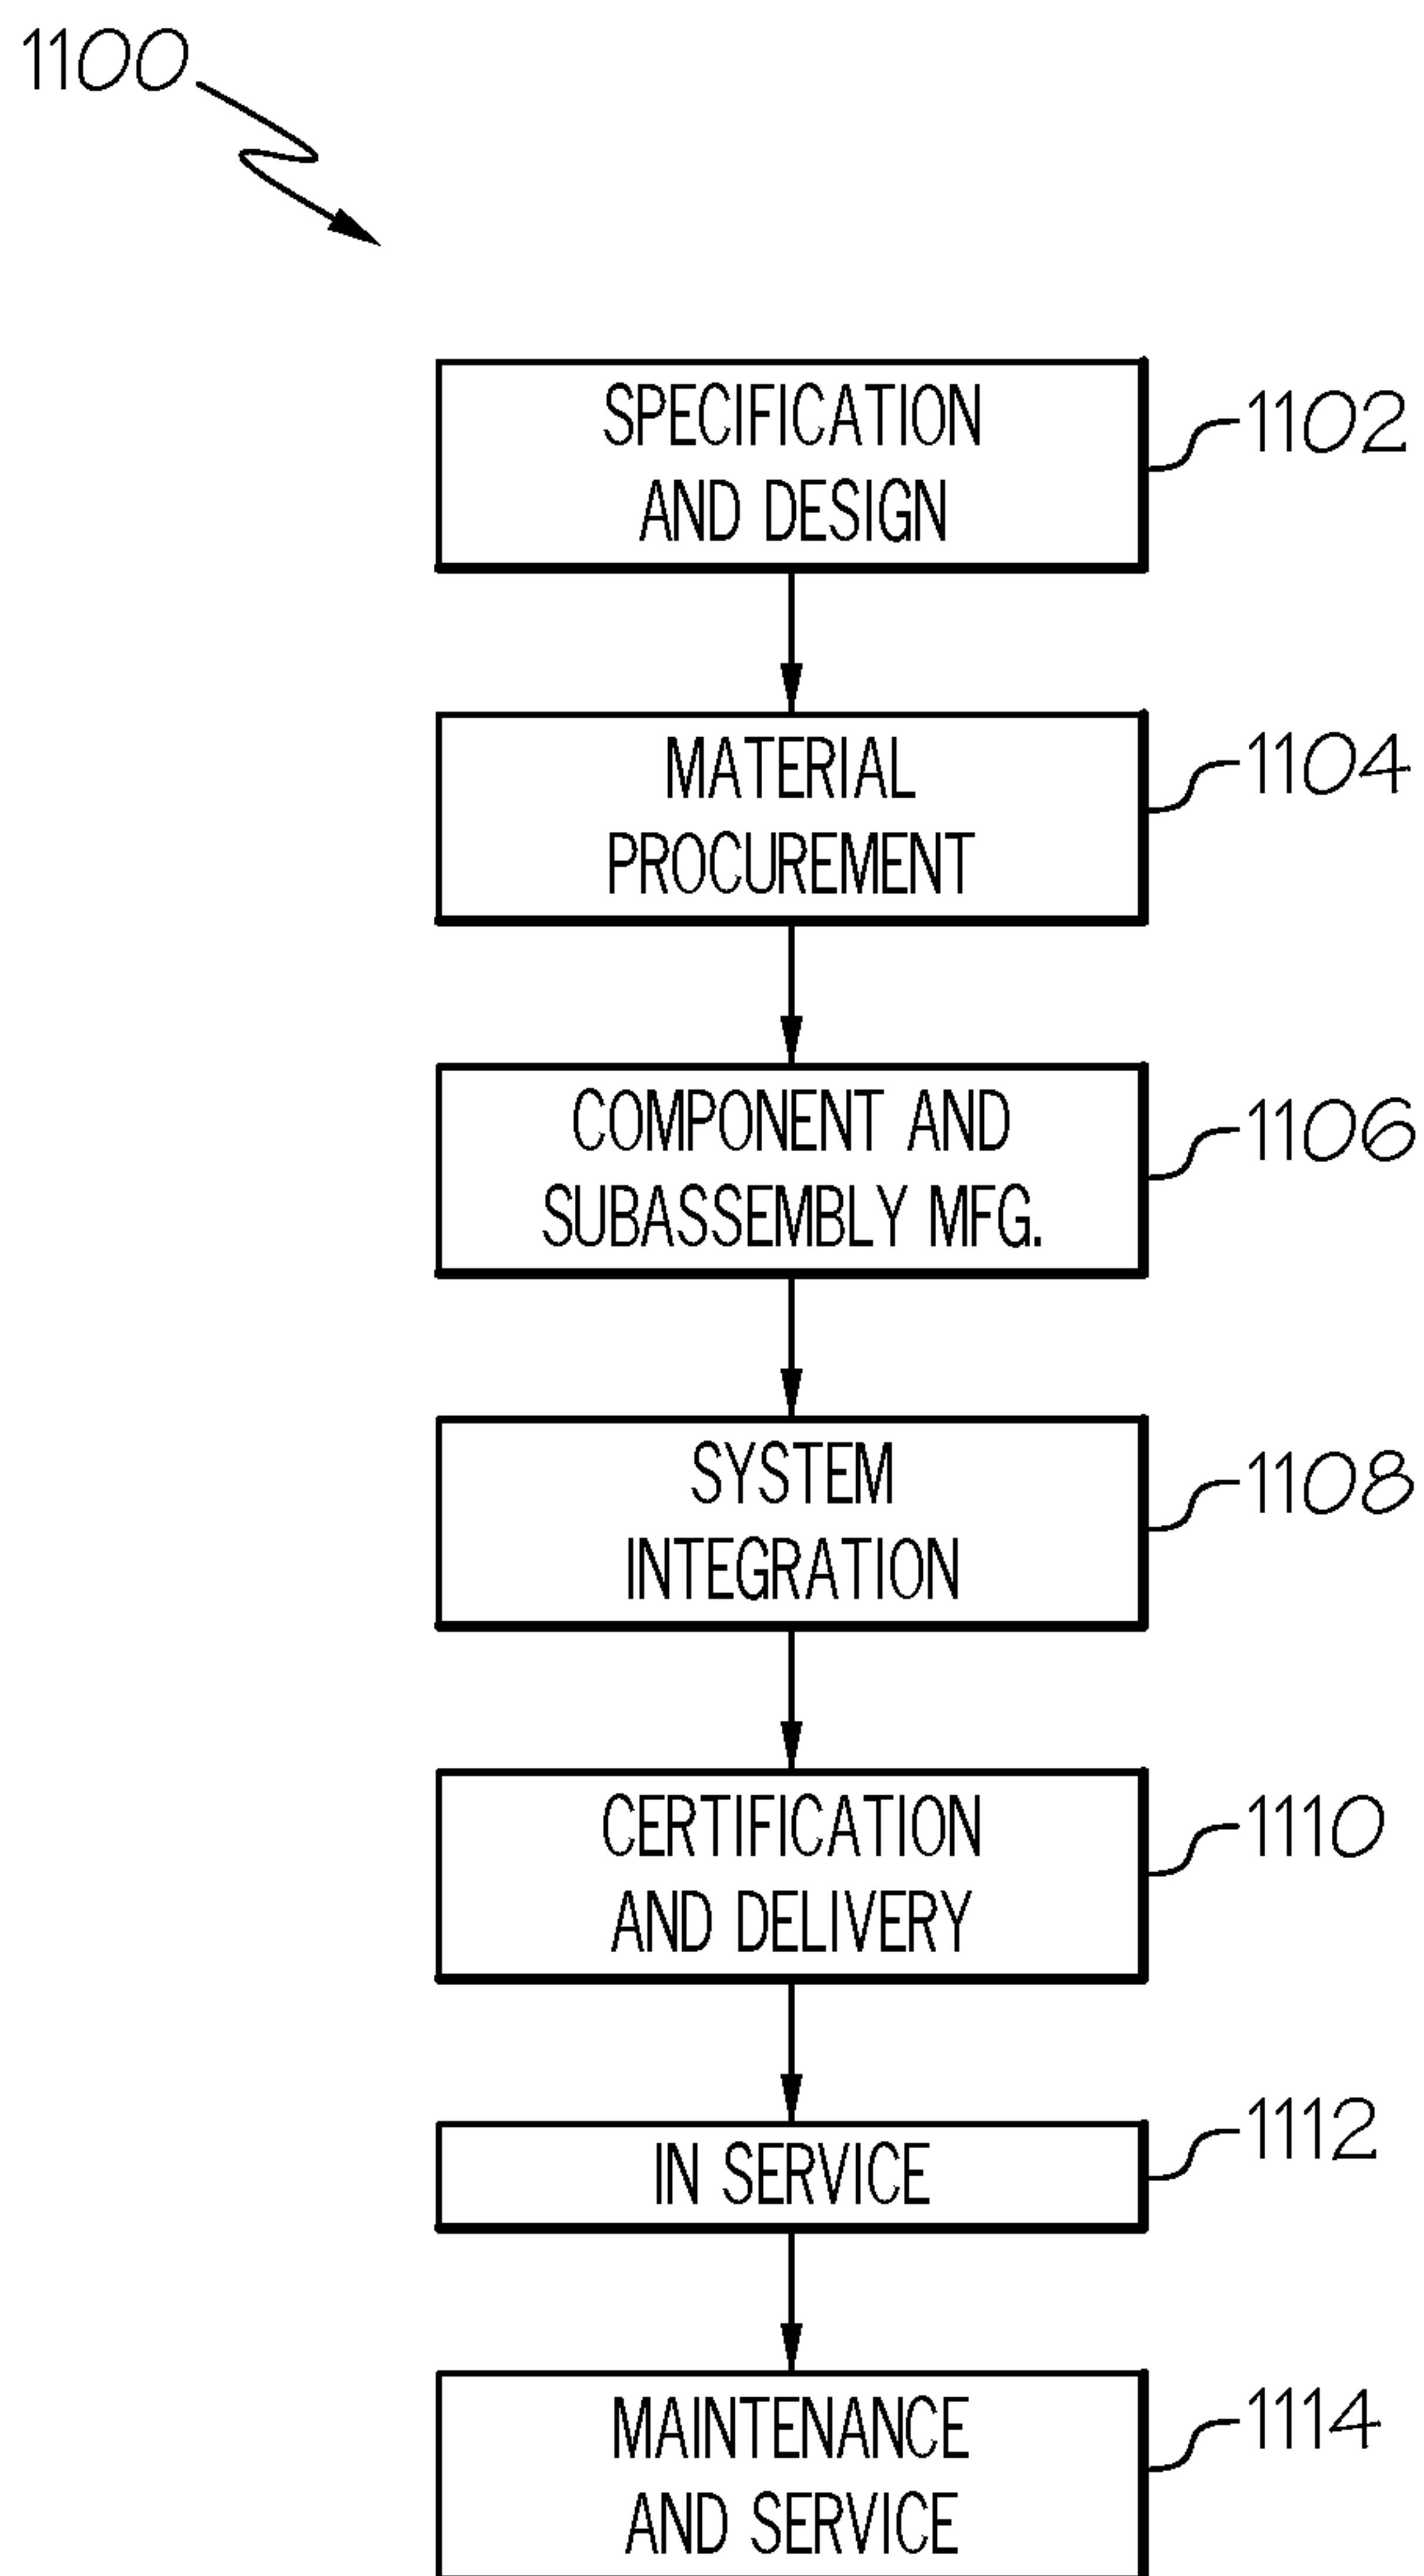 1100
SPECIFICATION
AND DESIGN
1102
MATERIAL
PROCUREMENT
1104
COMPONENT AND
SUBASSEMBLY MFG.
1106
SYSTEM
INTEGRATION
1108
CERTIFICATION
AND DELIVERY
1110
IN SERVICE
1112
MAINTENANCE
AND SERVICE
1114